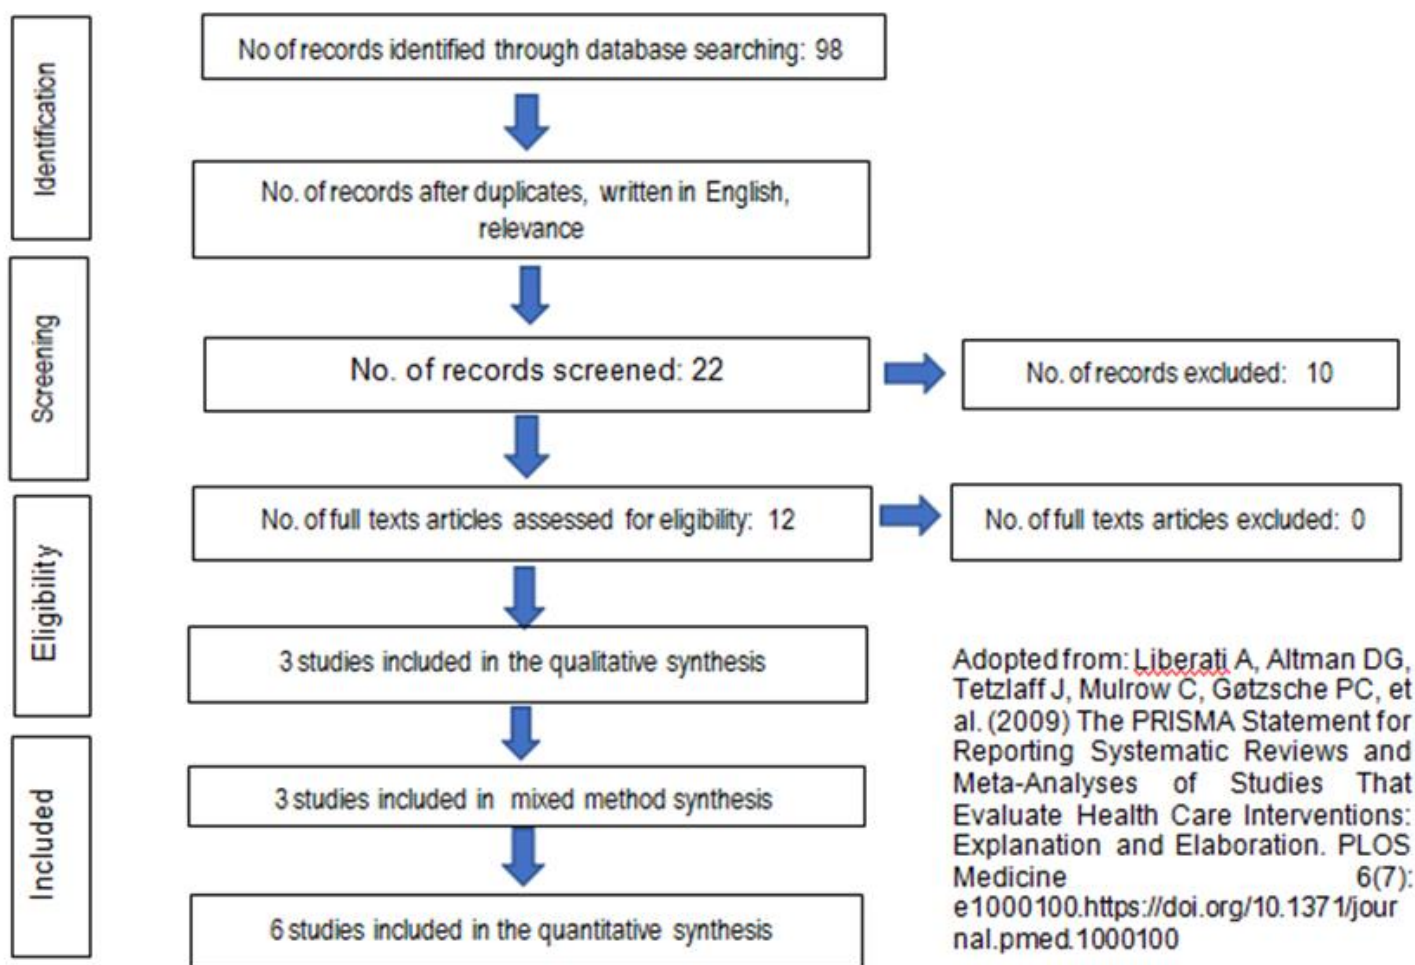 Identification
No of records identified through database searching: 98
No. of records after duplicates, written in English,
relevance
Screening
No. of records screened: 22
No. of records excluded: 10
Eligibility
No. of full texts articles assessed for eligibility: 12
No. of full texts articles excluded: 0
3 studies included in the qualitative synthesis
Included
3 studies included in mixed method synthesis
6 studies included in the quantitative synthesis
Adopted from: Liberati A, Altman DG,
Tetzlaff J, Mulrow C, Gøtzsche PC, et
al. (2009) The PRISMA Statement for
Reporting Systematic Reviews and
Meta-Analyses of Studies That
Evaluate Health Care Interventions:
Explanation and Elaboration. PLOS
Medicine 6(7):
e1000100.https://doi.org/10.1371/jour
nal.pmed.1000100